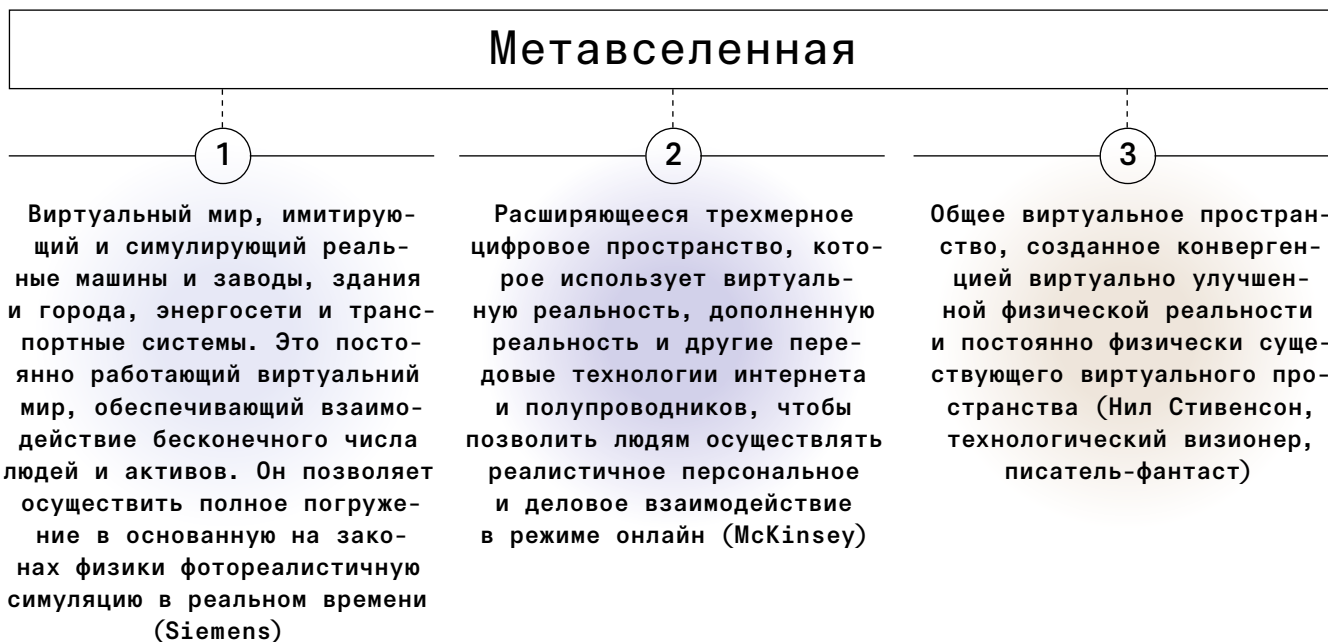 Метавселенная
1
Виртуальный мир, имитирую-
щий и симулирующий реаль-
ные машины и заводы, здания
и города, энергосети и транс-
портные системы. Это посто-
янно работающий виртуальний
мир, обеспечивающий взаимо-
действие бесконечного числа
людей и активов. Он позволяет
осуществить полное погруже-
ние в основанную на зако-
нах физики фотореалистичную
симуляцию в реальном времени
(Siemens)
2
Расширяющееся трехмерное
цифровое пространство, кото-
рое использует виртуаль-
ную реальность, дополненную
реальность и другие пере-
довые технологии интернета
и полупроводников, чтобы
позволить людям осуществлять
реалистичное персональное
и деловое взаимодействие
в режиме онлайн (McKinsey)
3
Общее виртуальное простран-
ство, созданное конверген-
цией виртуально улучшен-
ной физической реальности
и постоянно физически суще-
ствующего виртуального про-
странства (Нил Стивенсон,
технологический визионер,
писатель-фантаст)